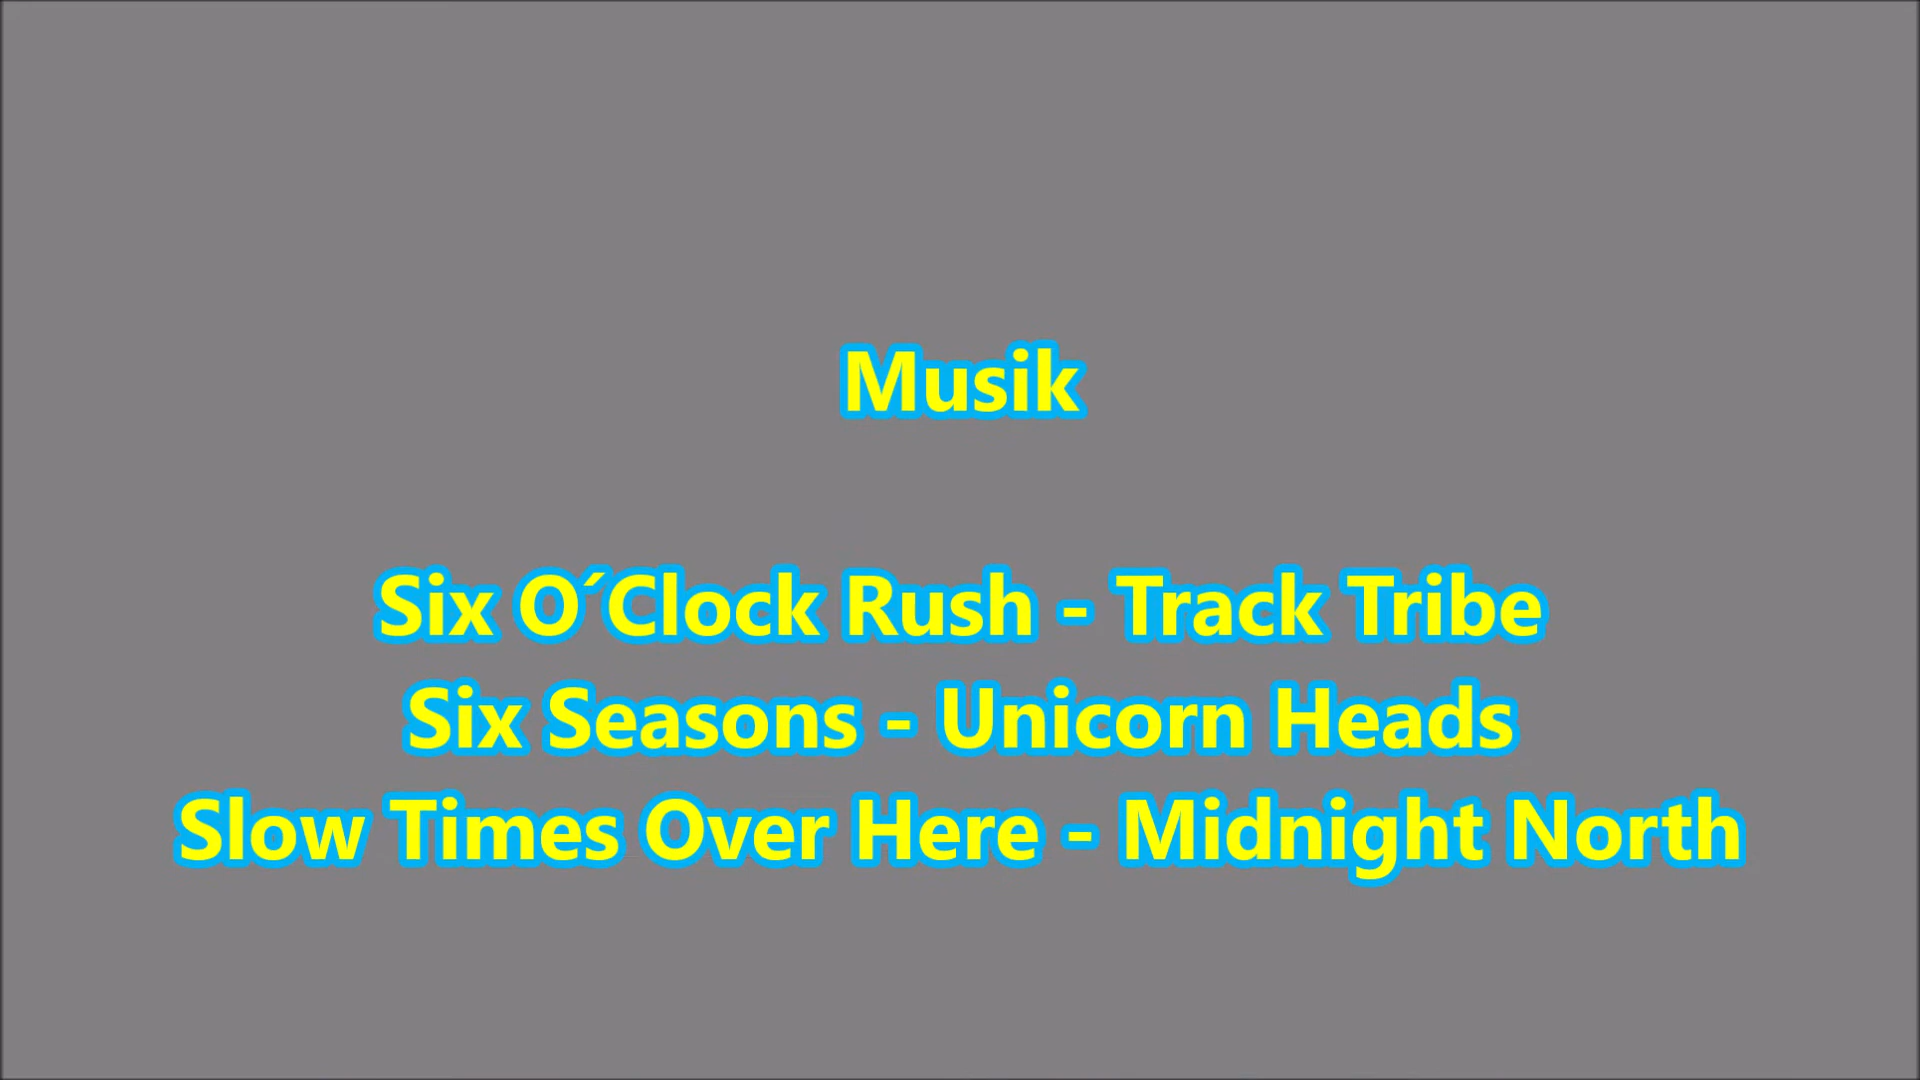 Musik
Six O´Clock Rush - Track Tribe
Six Seasons - Unicorn Heads
Slow Times Over Here - Midnight North